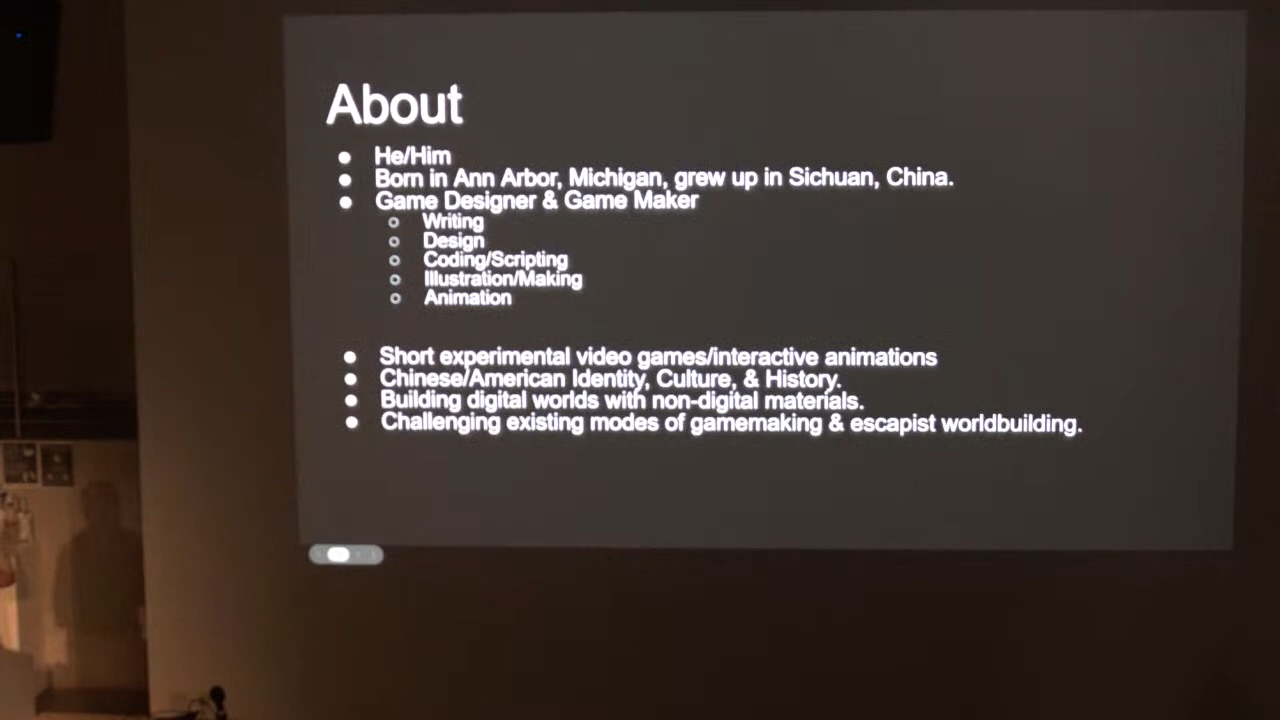 About
● He/Him
● Born in Ann Arbor, Michigan, grew up in Sichuan, China.
● Game Designer & Game Maker
○ Writing
○ Design
○ Coding/Scripting
○ Illustration/Making
○ Animation
● Short experimental video games/interactive animations
● Chinese/American Identity, Culture, & History.
● Building digital worlds with non-digital materials.
● Challenging existing modes of gamemaking & escapist worldbuilding.